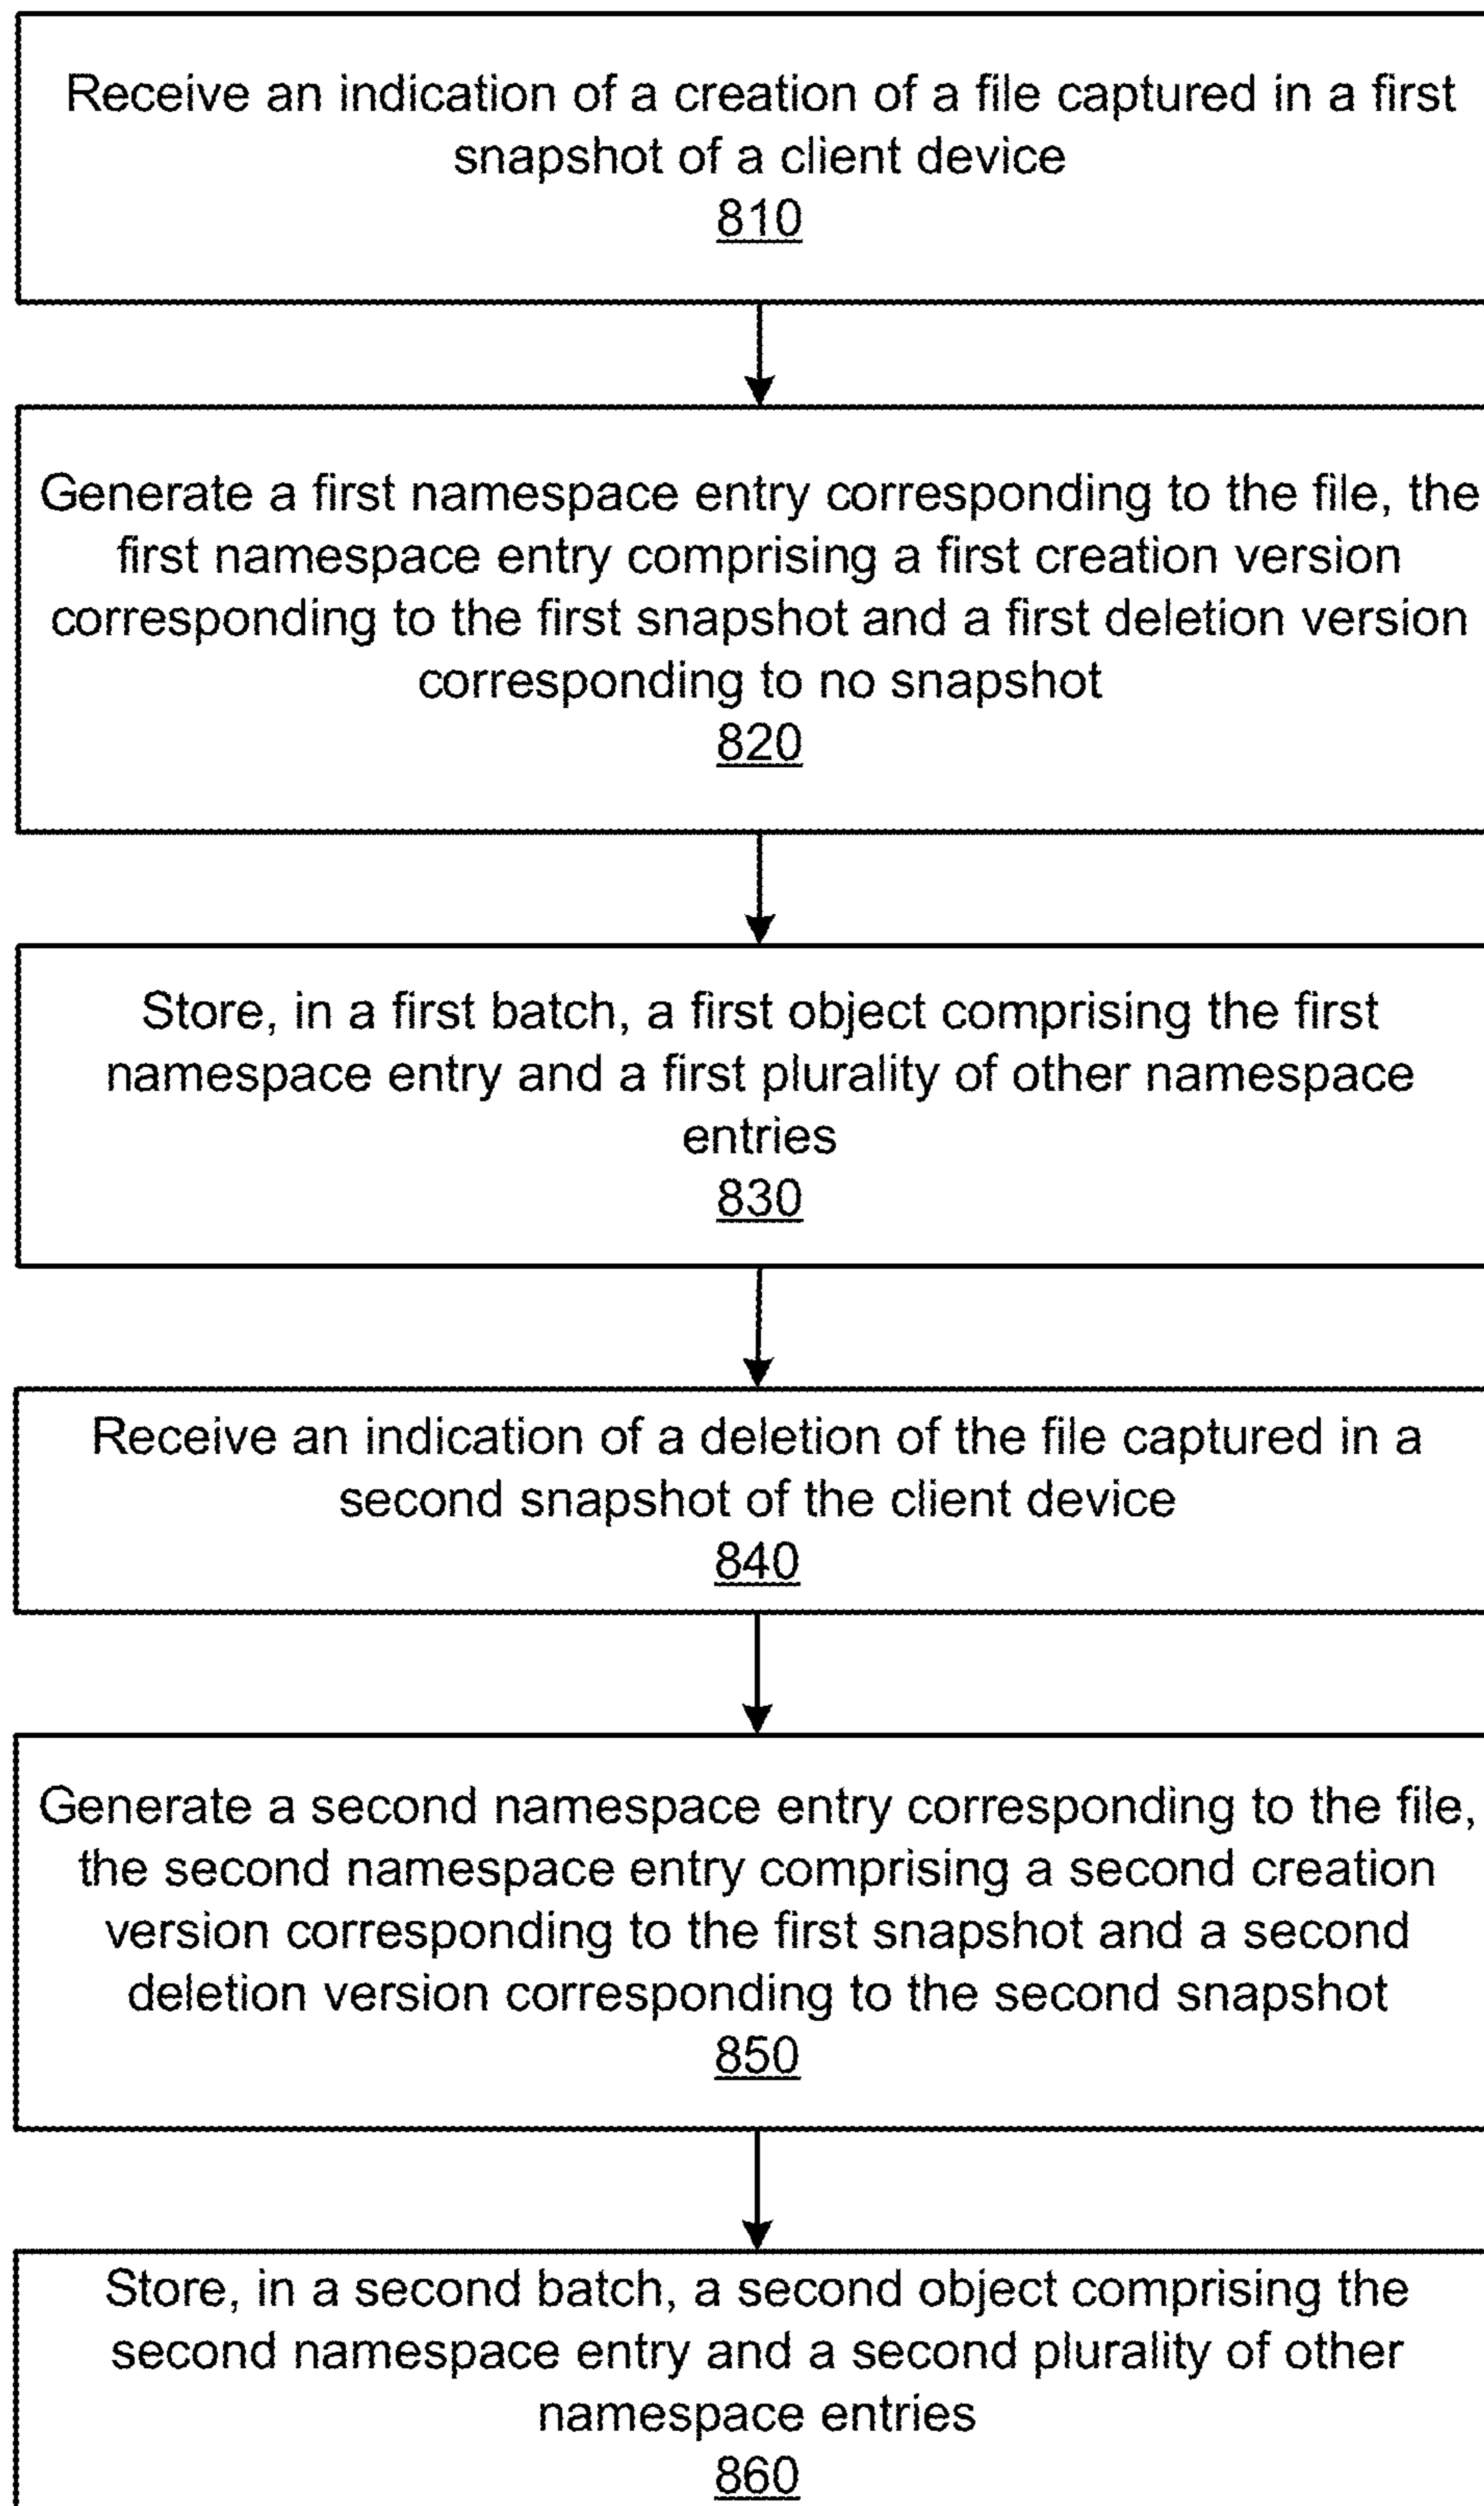 Receive an indication of a creation of a file captured in a first
snapshot of a client device
810
Generate a first namespace entry corresponding to the file, the
first namespace entry comprising a first creation version
corresponding to the first snapshot and a first deletion version
corresponding to no snapshot
820
Store, in a first batch, a first object comprising the first
namespace entry and a first plurality of other namespace
entries
830
Receive an indication of a deletion of the file captured in a
second snapshot of the client device
840
Generate a second namespace entry corresponding to the file,
the second namespace entry comprising a second creation
version corresponding to the first snapshot and a second
deletion version corresponding to the second snapshot
850
Store, in a second batch, a second object comprising the
second namespace entry and a second plurality of other
namespace entries
860